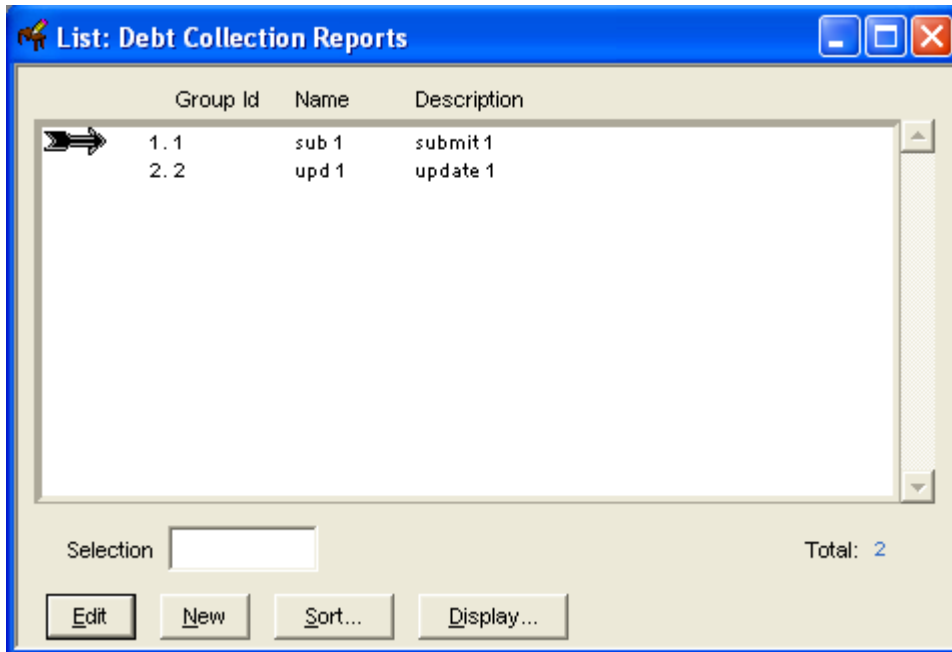 List: Debt Collection Reports
Group Id Name Description
1. 1 sub 1 submit 1
2. 2 upd 1 update 1
Selection Total: 2
Edit New Sort... Display...